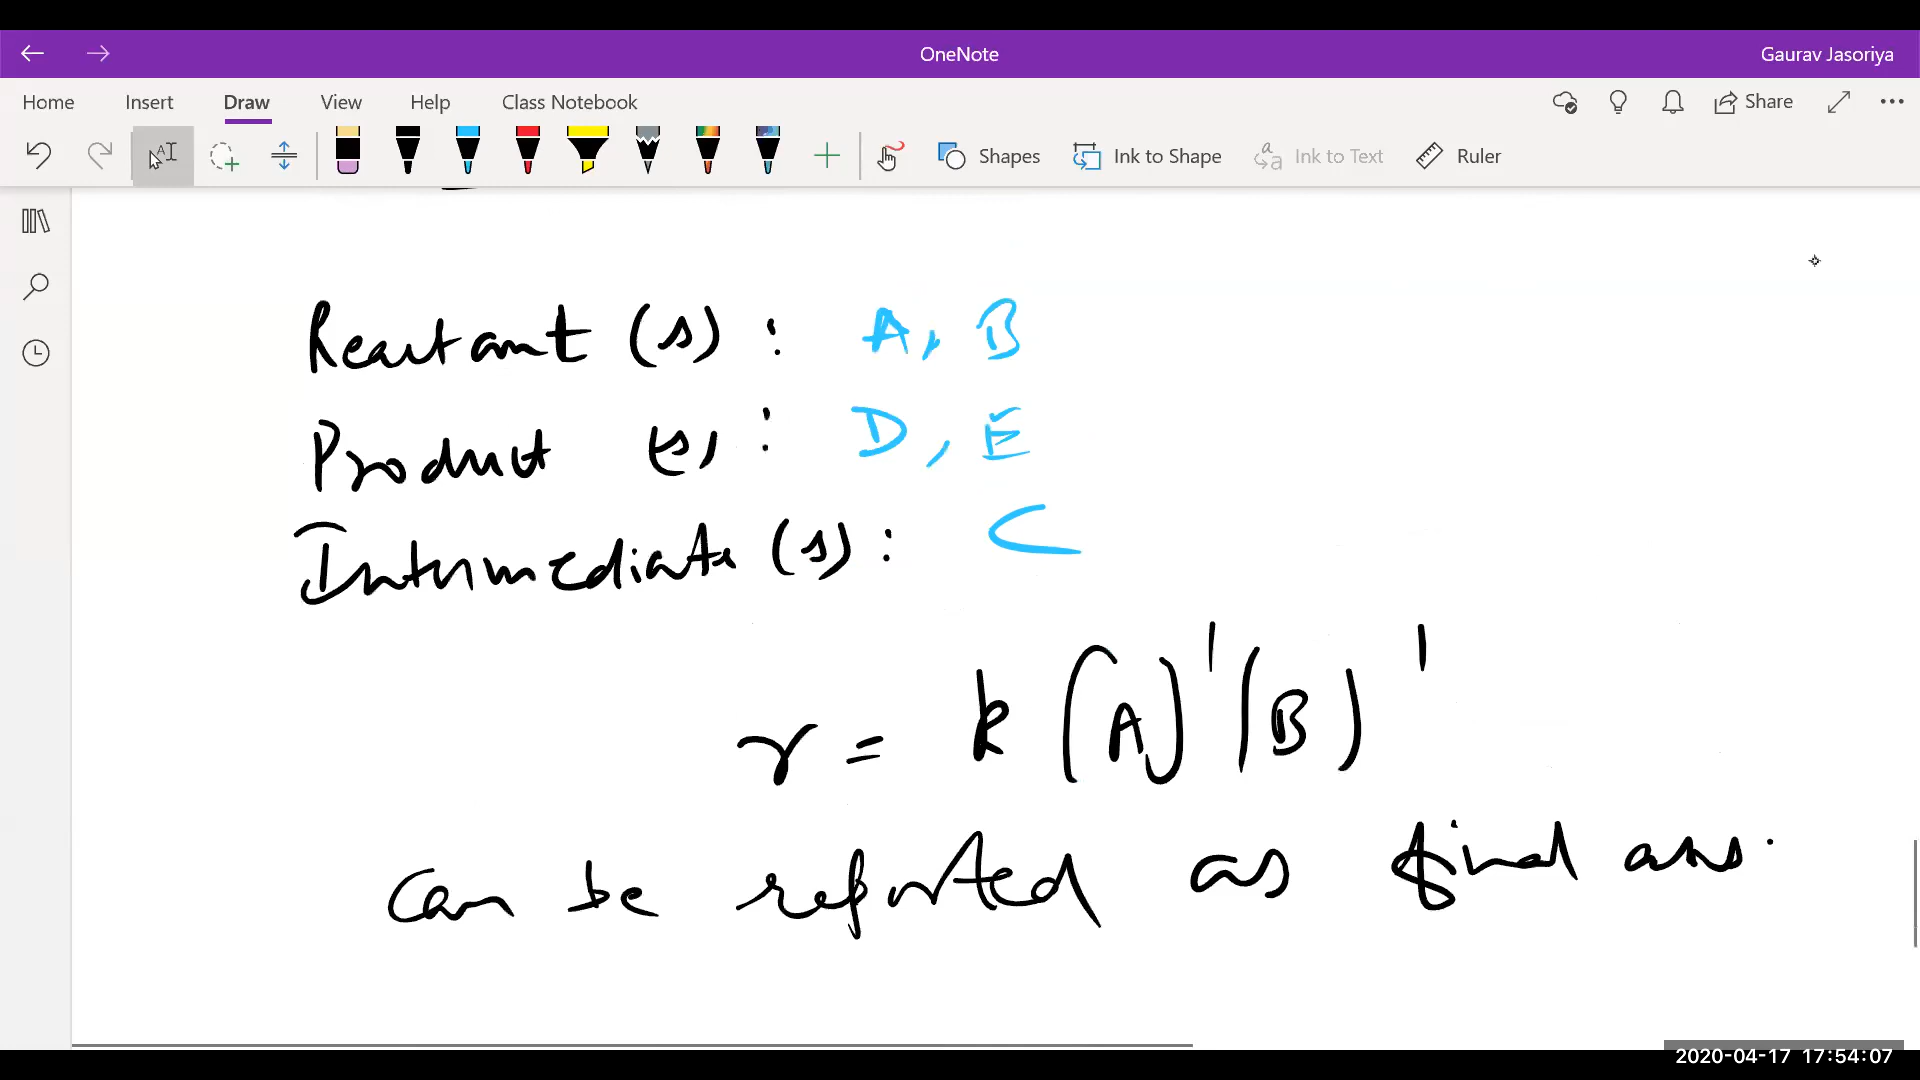 OneNote
Gaurav Jasoriya
Home Insert Draw View Help Class Notebook Share
Shapes Ink to Shape Ink to Text Ruler
Reactant (s) : A, B
Product (s) : D, E
Intermediate (s) : C
r = k (A)¹ (B)¹
can be reported as final ans.
2020-04-17 17:54:07